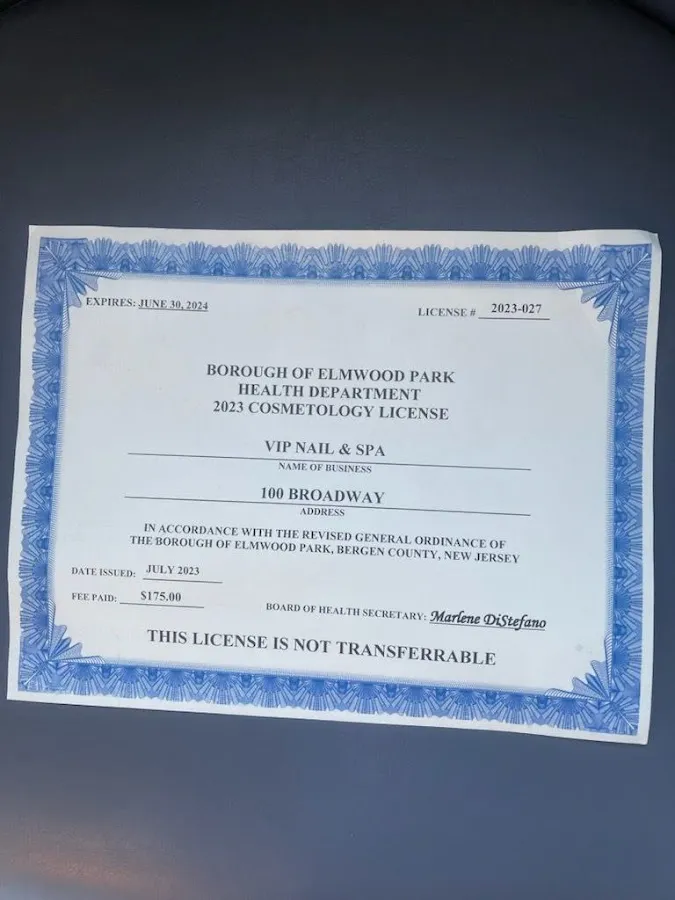 EXPIRES: JUNE 30, 2024
LICENSE # 2023-027
BOROUGH OF ELMWOOD PARK
HEALTH DEPARTMENT
2023 COSMETOLOGY LICENSE
VIP NAIL & SPA
NAME OF BUSINESS
100 BROADWAY
ADDRESS
IN ACCORDANCE WITH THE REVISED GENERAL ORDINANCE OF
THE BOROUGH OF ELMWOOD PARK, BERGEN COUNTY, NEW JERSEY
DATE ISSUED: JULY 2023
FEE PAID: $175.00
BOARD OF HEALTH SECRETARY: Marlene DiStefano
THIS LICENSE IS NOT TRANSFERRABLE